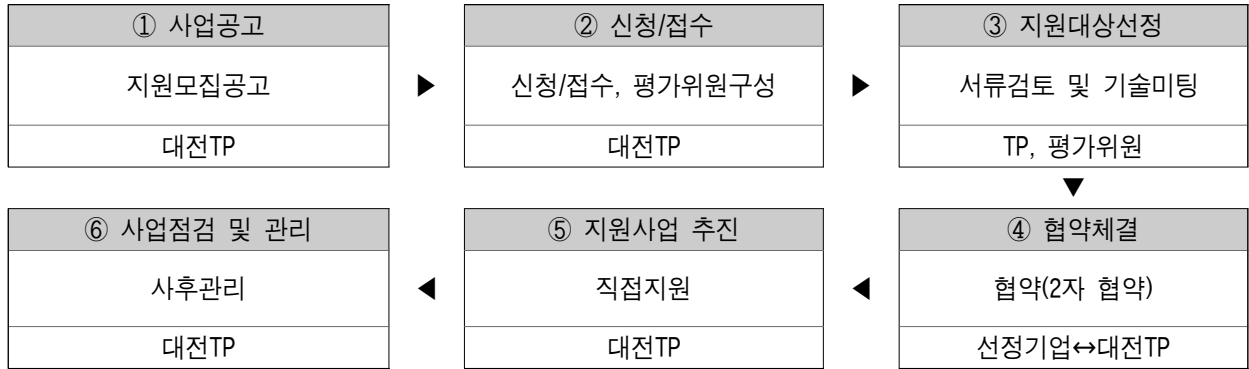 ① 사업공고
지원모집공고
대전TP
▶
② 신청/접수
신청/접수, 평가위원구성
대전TP
▶
③ 지원대상선정
서류검토 및 기술미팅
TP, 평가위원
▼
④ 협약체결
협약(2자 협약)
선정기업↔대전TP
◀
⑤ 지원사업 추진
직접지원
대전TP
◀
⑥ 사업점검 및 관리
사후관리
대전TP